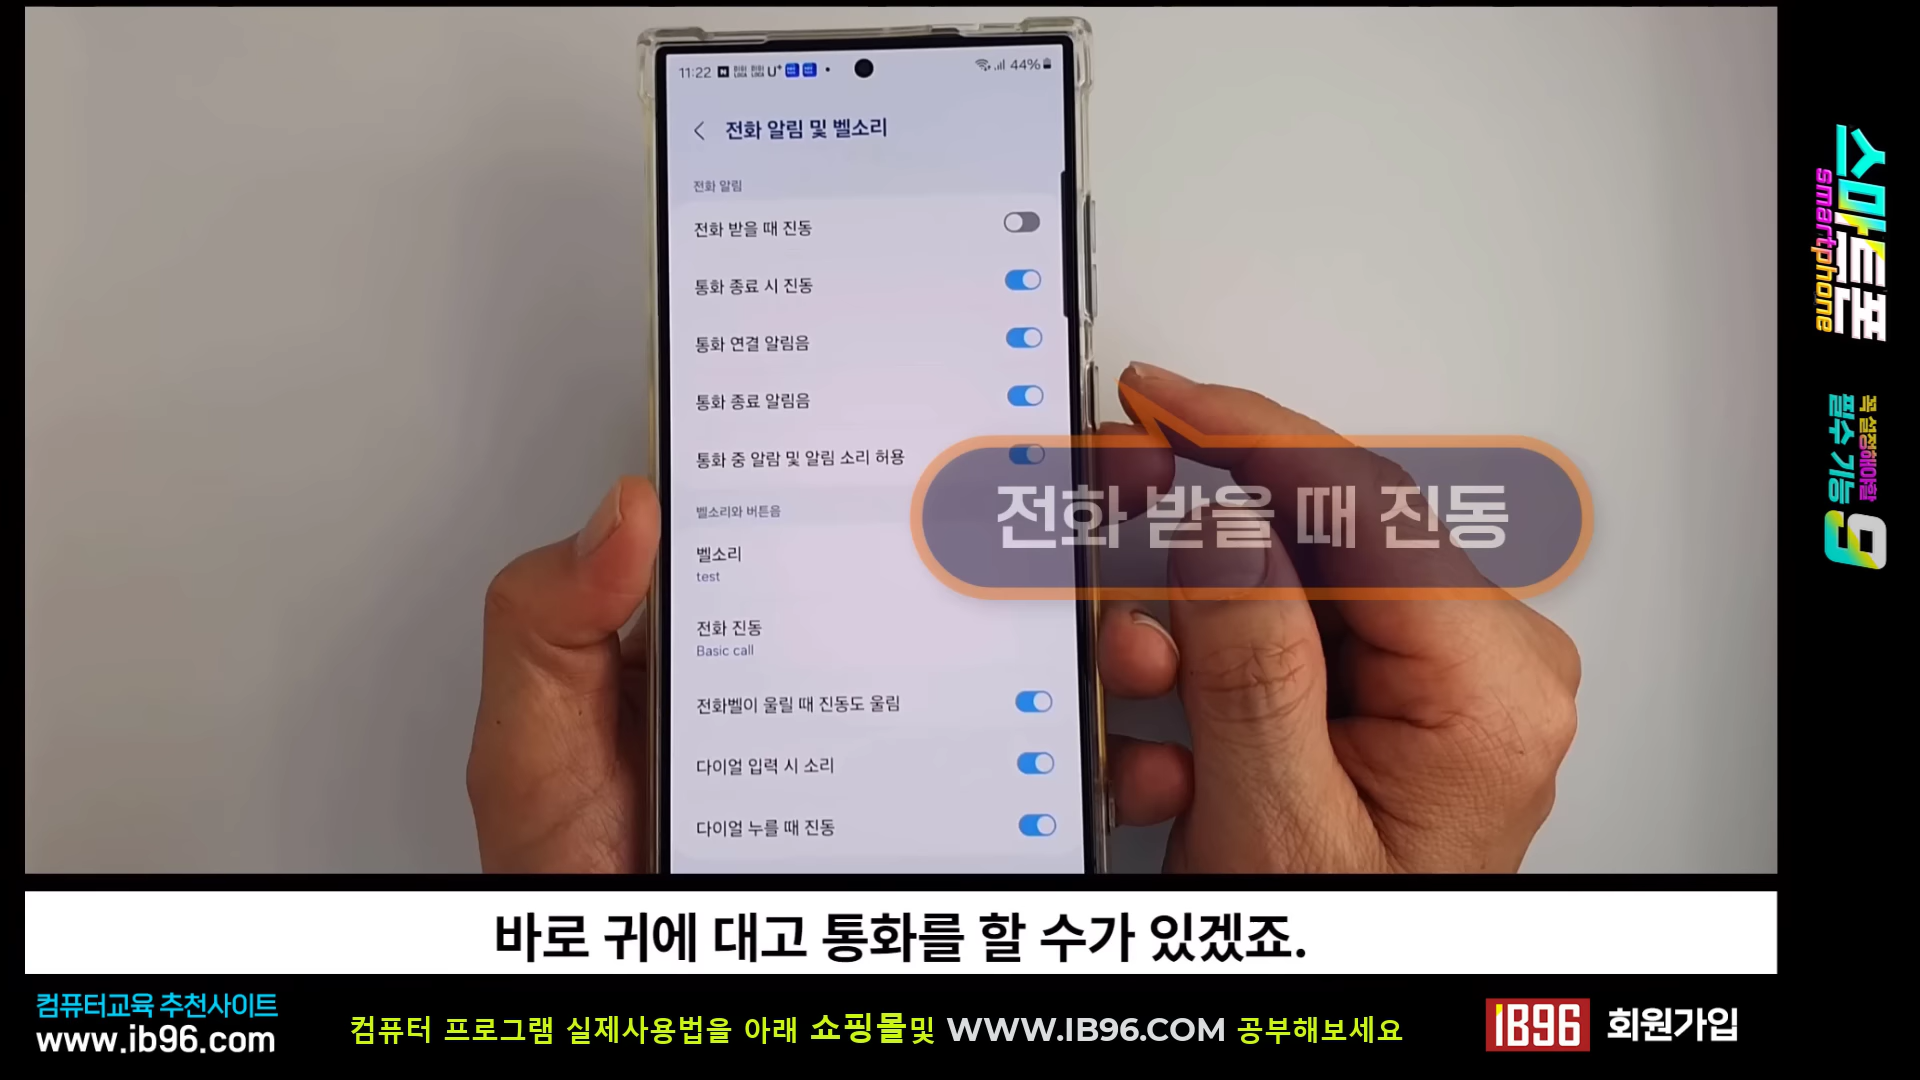 11:22
U+
44%
전화 알림 및 벨소리
전화 알림
전화 받을 때 진동
통화 종료 시 진동
통화 연결 알림음
통화 종료 알림음
통화 중 알람 및 알림 소리 허용
벨소리와 버튼음
벨소리
test
전화 진동
Basic call
전화벨이 울릴 때 진동도 울림
다이얼 입력 시 소리
다이얼 누를 때 진동
전화 받을 때 진동
스마트폰
smartphone
꼭 설정해야할
필수 기능
9
바로 귀에 대고 통화를 할 수가 있겠죠.
컴퓨터교육 추천사이트
www.ib96.com
컴퓨터 프로그램 실제사용법을 아래 쇼핑몰및 WWW.IB96.COM 공부해보세요
IB96 회원가입